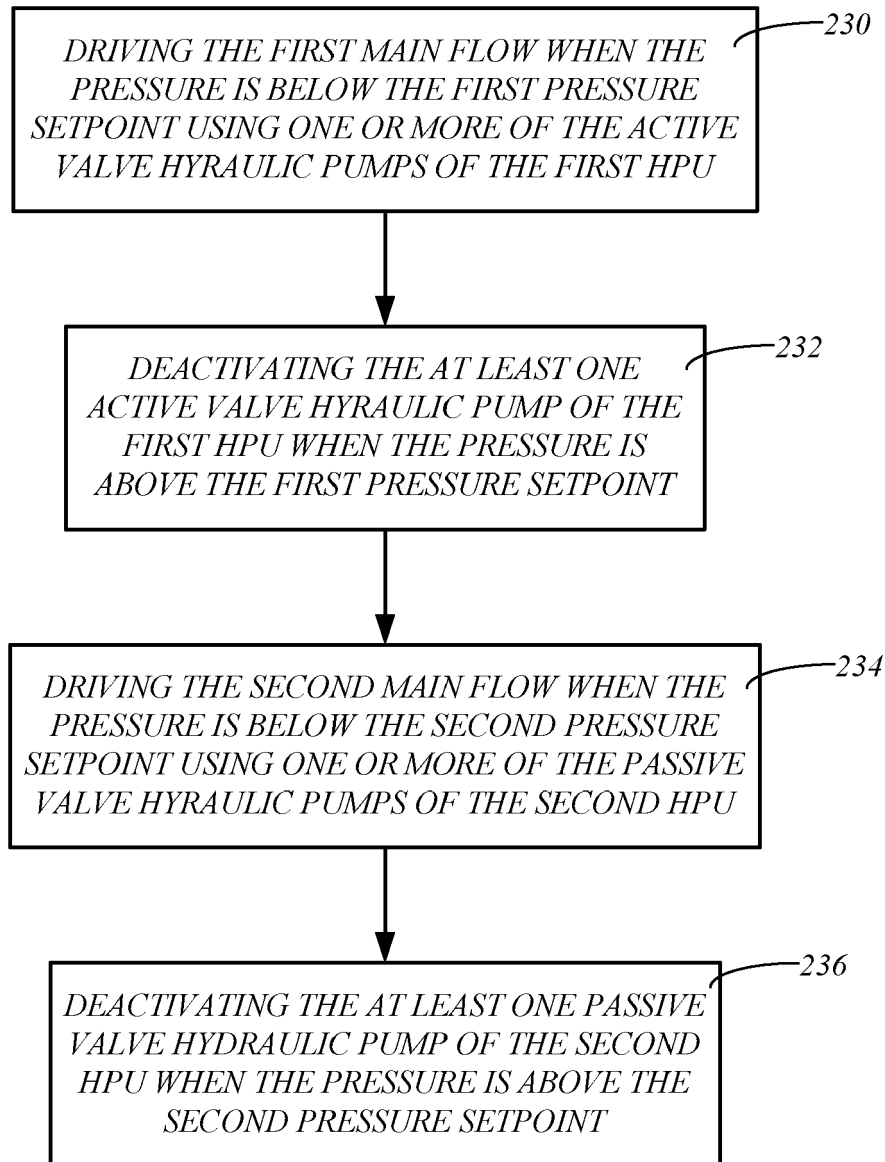 230
DRIVING THE FIRST MAIN FLOW WHEN THE
PRESSURE IS BELOW THE FIRST PRESSURE
SETPOINT USING ONE OR MORE OF THE ACTIVE
VALVE HYRAULIC PUMPS OF THE FIRST HPU
232
DEACTIVATING THE AT LEAST ONE
ACTIVE VALVE HYRAULIC PUMP OF THE
FIRST HPU WHEN THE PRESSURE IS
ABOVE THE FIRST PRESSURE SETPOINT
234
DRIVING THE SECOND MAIN FLOW WHEN THE
PRESSURE IS BELOW THE SECOND PRESSURE
SETPOINT USING ONE OR MORE OF THE PASSIVE
VALVE HYRAULIC PUMPS OF THE SECOND HPU
236
DEACTIVATING THE AT LEAST ONE PASSIVE
VALVE HYDRAULIC PUMP OF THE SECOND
HPU WHEN THE PRESSURE IS ABOVE THE
SECOND PRESSURE SETPOINT